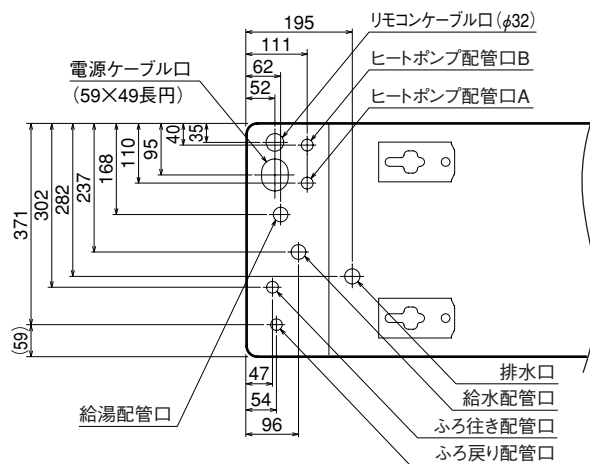 195
リモコンケーブル口(φ32)
111
ヒートポンプ配管口B
62
電源ケーブル口
(59×49長円)
52
ヒートポンプ配管口A
35
40
95
110
168
237
282
302
371
(59)
47
54
96
給湯配管口
排水口
給水配管口
ふろ往き配管口
ふろ戻り配管口